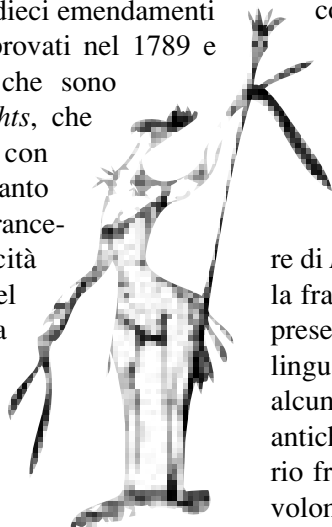 dieci emendamenti
provati nel 1789 e
che sono
hts, che
con
anto
rance-
cità
el
a
co
re di
la fra
prese
lingu
alcun
antich
rio fr
volon